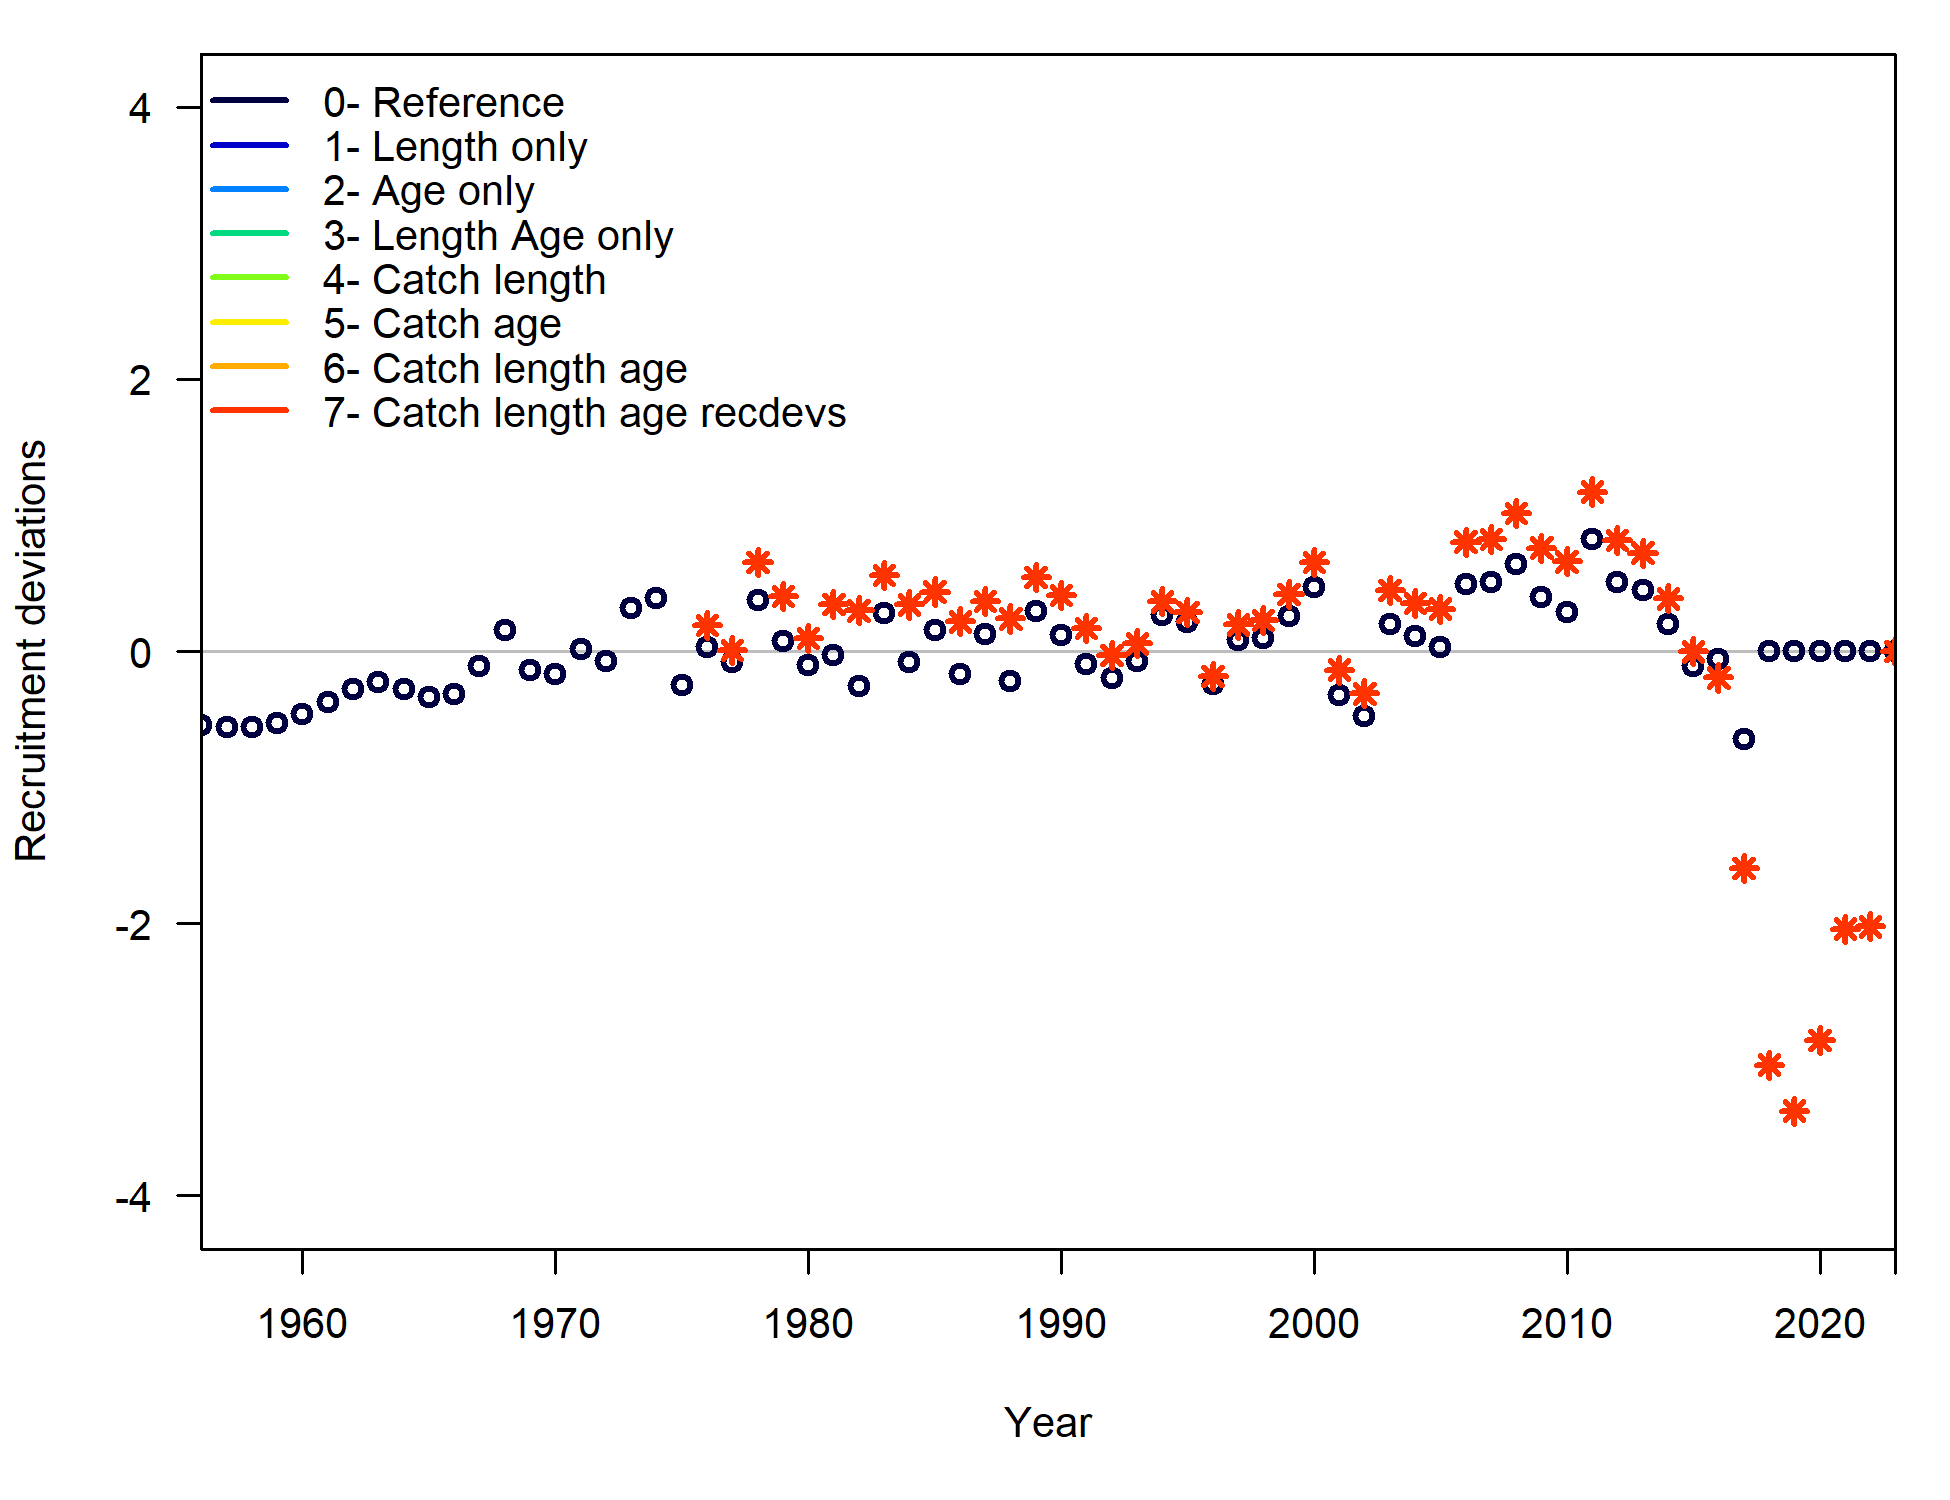 0- Reference
1- Length only
2- Age only
3- Length Age only
4- Catch length
5- Catch age
6- Catch length age
7- Catch length age recdevs
Recruitment deviations
4
2
0
-2
-4
1960 1970 1980 1990 2000 2010 2020
Year